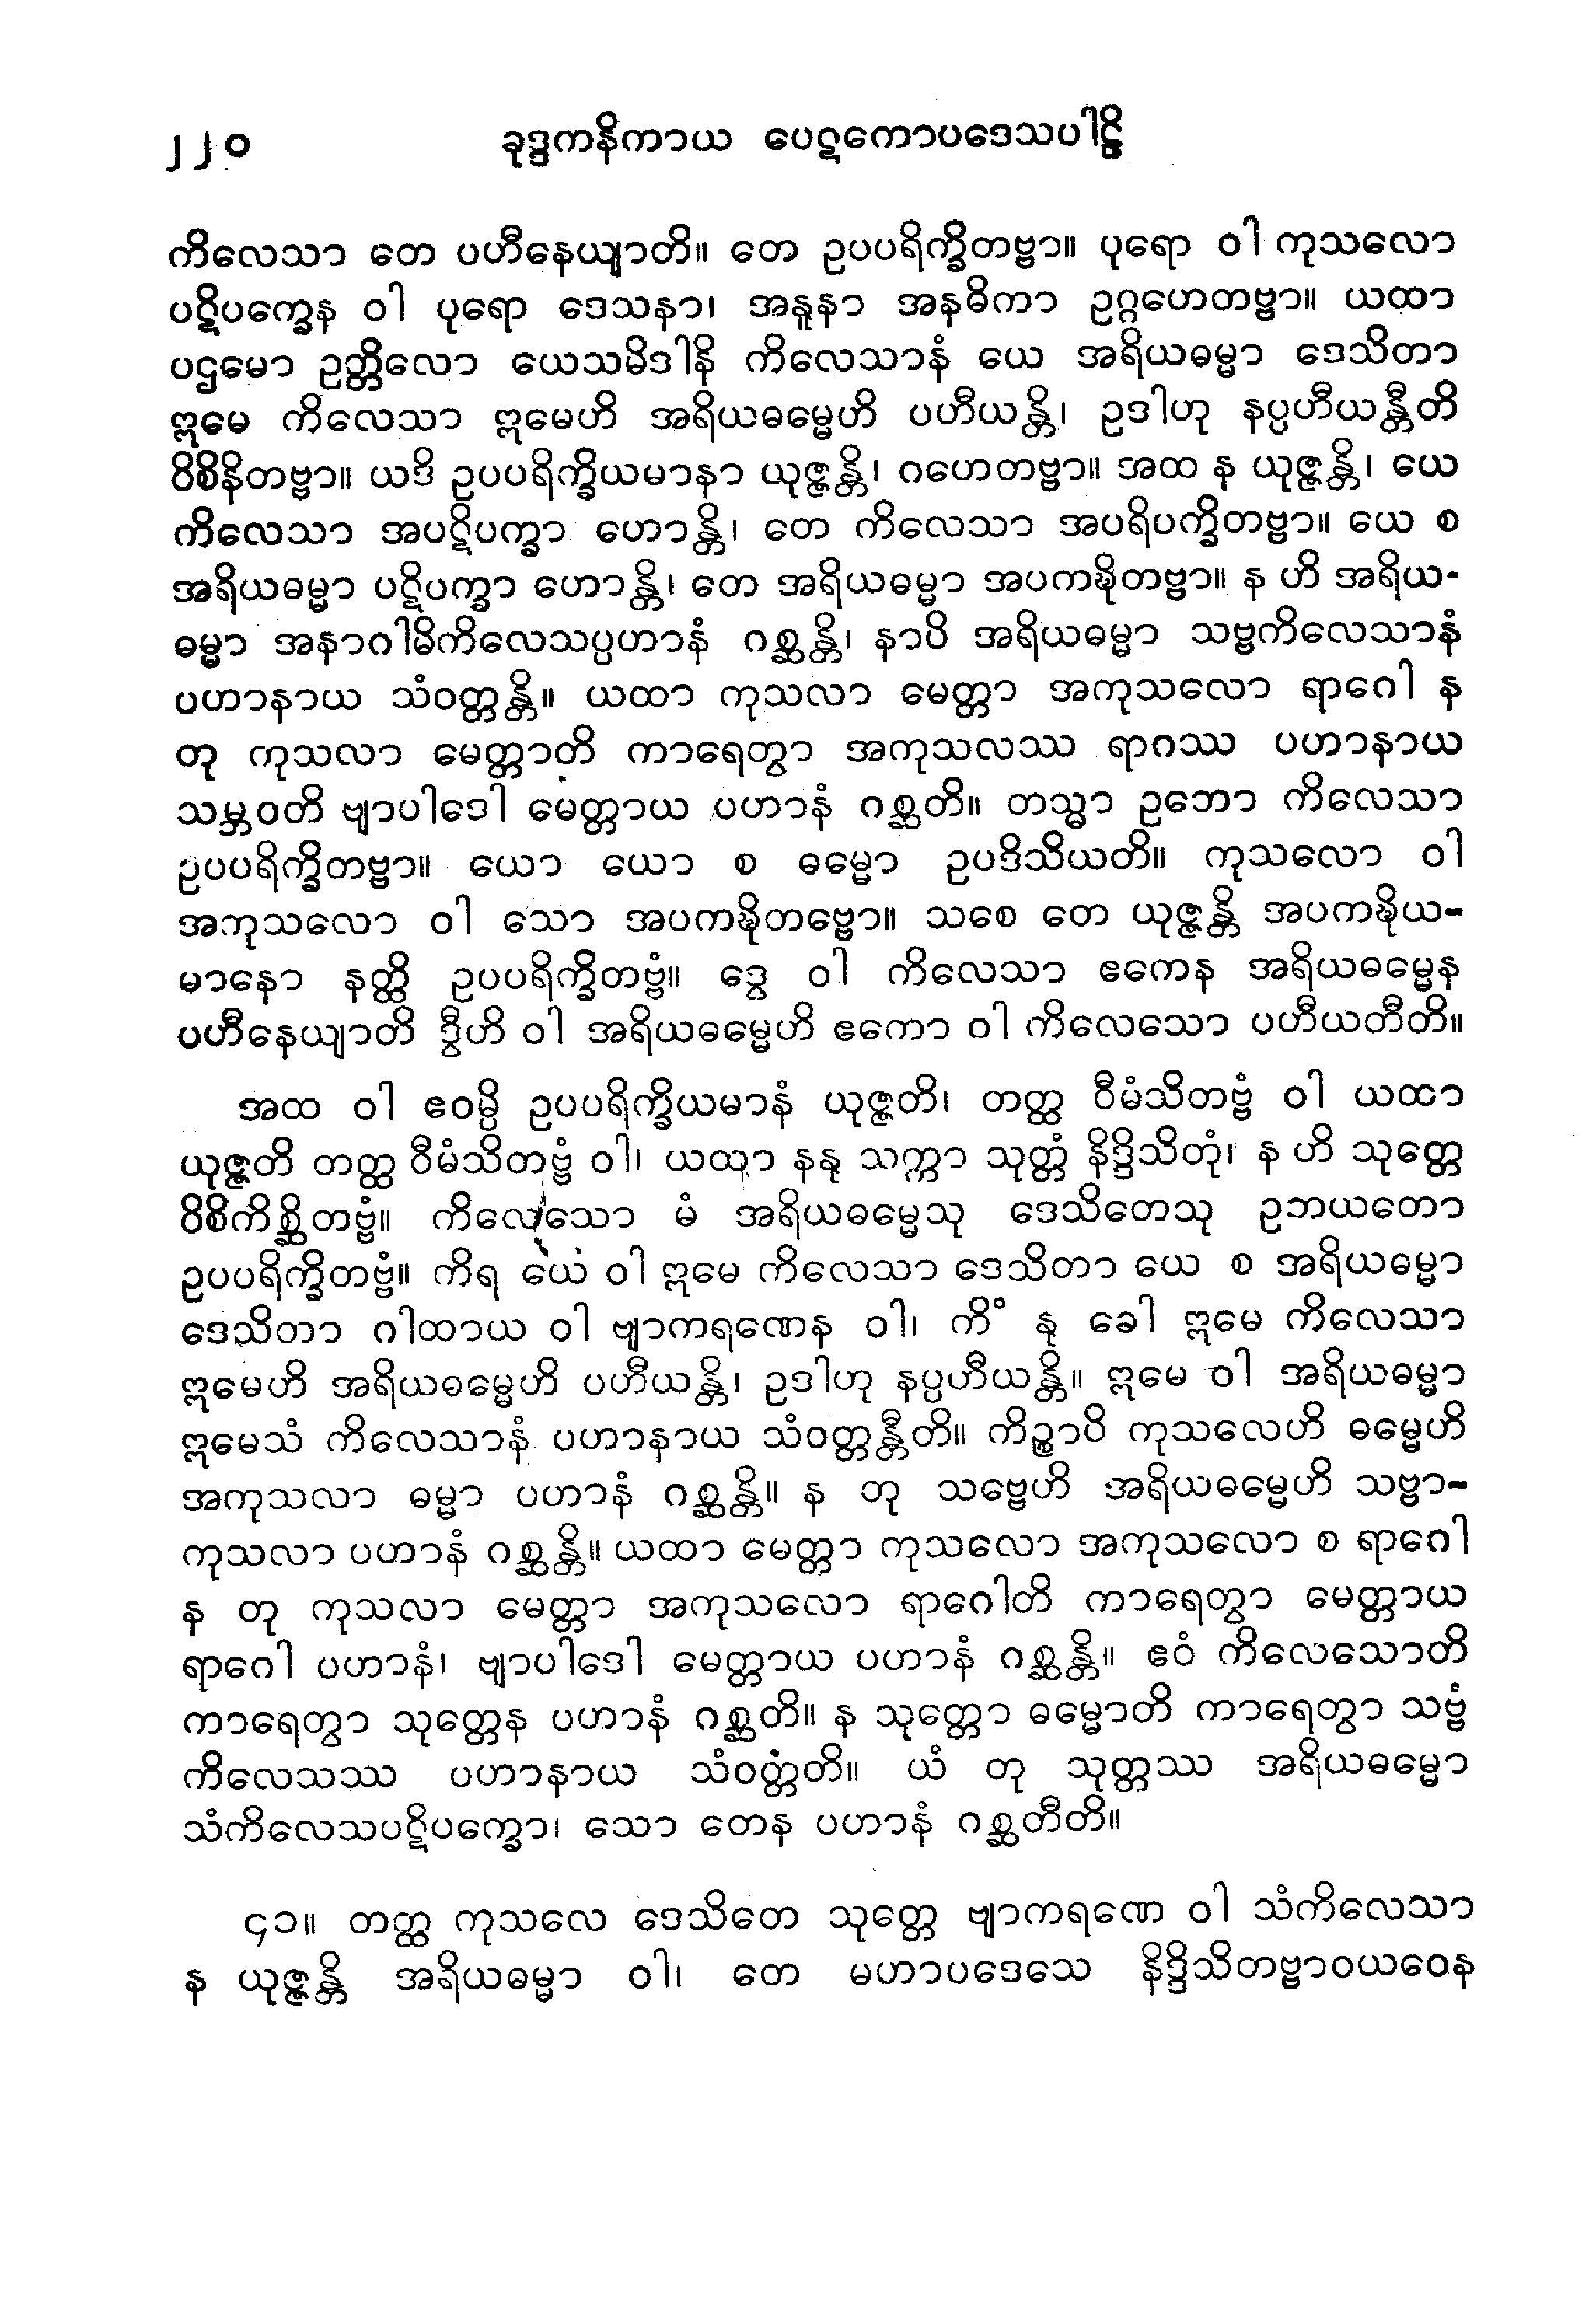 ၂၂၀ ခုဒ္ဒကနိကာယ ပေဋကောပဒေသပါဠိ
ကိလေသာ တေ ပဟီနေယျာတိ။ တေ ဥပပရိက္ခိတဗ္ဗာ။ ပုရော ဝါ ကုသလော
ပဋိပက္ခေန ဝါ ပုရော ဒေသနာ၊ အနူနာ အနဓိကာ ဥဂ္ဂဟေတဗ္ဗာ။ ယထာ
ပဌမော ဥတ္တိလော ယေသမိဒါနိ ကိလေသာနံ ယေ အရိယဓမ္မာ ဒေသိတာ
ဣမေ ကိလေသာ ဣမေဟိ အရိယဓမ္မေဟိ ပဟီယန္တိ၊ ဥဒါဟု နပ္ပဟီယန္တီတိ
ဝိစိနိတဗ္ဗာ။ ယဒိ ဥပပရိက္ခိယမာနာ ယုဇ္ဇန္တိ၊ ဂဟေတဗ္ဗာ။ အထ န ယုဇ္ဇန္တိ၊ ယေ
ကိလေသာ အပဋိပက္ခာ ဟောန္တိ၊ တေ ကိလေသာ အပရိပက္ခိတဗ္ဗာ။ ယေ စ
အရိယဓမ္မာ ပဋိပက္ခာ ဟောန္တိ၊ တေ အရိယဓမ္မာ အပကဍ္ဎိတဗ္ဗာ။ န ဟိ အရိယ-
ဓမ္မာ အနာဂါမိကိလေသပ္ပဟာနံ ဂစ္ဆန္တိ၊ နာပိ အရိယဓမ္မာ သဗ္ဗကိလေသာနံ
ပဟာနာယ သံဝတ္တန္တိ။ ယထာ ကုသလာ မေတ္တာ အကုသလော ရာဂေါ န
တု ကုသလာ မေတ္တာတိ ကာရေတွာ အကုသလဿ ရာဂဿ ပဟာနာယ
သမ္ဘဝတိ ဗျာပါဒေါ မေတ္တာယ ပဟာနံ ဂစ္ဆတိ။ တသ္မာ ဥဘော ကိလေသာ
ဥပပရိက္ခိတဗ္ဗာ။ ယော ယော စ ဓမ္မော ဥပဒိသိယတိ။ ကုသလော ဝါ
အကုသလော ဝါ သော အပကဍ္ဎိတဗ္ဗော။ သစေ တေ ယုဇ္ဇန္တိ အပကဍ္ဎိယ-
မာနော နတ္ထိ ဥပပရိက္ခိတဗ္ဗံ။ ဒွေ ဝါ ကိလေသာ ဧကေန အရိယဓမ္မေန
ပဟီနေယျာတိ ဒွီဟိ ဝါ အရိယဓမ္မေဟိ ဧကော ဝါ ကိလေသော ပဟီယတီတိ။
အထ ဝါ ဧဝမ္ပိ ဥပပရိက္ခိယမာနံ ယုဇ္ဇတိ၊ တတ္ထ ဝီမံသိတဗ္ဗံ ဝါ ယထာ
ယုဇ္ဇတိ တတ္ထ ဝီမံသိတဗ္ဗံ ဝါ၊ ယထာ နနု သက္ကာ သုတ္တံ နိဒ္ဒိသိတုံ၊ န ဟိ သုတ္တေ
ဝိစိကိစ္ဆိတဗ္ဗံ။ ကိလေသော မံ အရိယဓမ္မေသု ဒေသိတေသု ဥဘယတော
ဥပပရိက္ခိတဗ္ဗံ။ ကိရ ယေ ဝါ ဣမေ ကိလေသာ ဒေသိတာ ယေ စ အရိယဓမ္မာ
ဒေသိတာ ဂါထာယ ဝါ ဗျာကရဏေန ဝါ၊ ကိံ နု ခေါ ဣမေ ကိလေသာ
ဣမေဟိ အရိယဓမ္မေဟိ ပဟီယန္တိ၊ ဥဒါဟု နပ္ပဟီယန္တိ။ ဣမေ ဝါ အရိယဓမ္မာ
ဣမေသံ ကိလေသာနံ ပဟာနာယ သံဝတ္တန္တီတိ။ ကိဉ္စာပိ ကုသလေဟိ ဓမ္မေဟိ
အကုသလာ ဓမ္မာ ပဟာနံ ဂစ္ဆန္တိ။ န တု သဗ္ဗေဟိ အရိယဓမ္မေဟိ သဗ္ဗာ-
ကုသလာ ပဟာနံ ဂစ္ဆန္တိ။ ယထာ မေတ္တာ ကုသလော အကုသလော စ ရာဂေါ
န တု ကုသလာ မေတ္တာ အကုသလော ရာဂေါတိ ကာရေတွာ မေတ္တာယ
ရာဂေါ ပဟာနံ၊ ဗျာပါဒေါ မေတ္တာယ ပဟာနံ ဂစ္ဆန္တိ။ ဧဝံ ကိလေသောတိ
ကာရေတွာ သုတ္တေန ပဟာနံ ဂစ္ဆတိ။ န သုတ္တော ဓမ္မောတိ ကာရေတွာ သဗ္ဗံ
ကိလေသဿ ပဟာနာယ သံဝတ္တံတိ။ ယံ တု သုတ္တဿ အရိယဓမ္မော
သံကိလေသပဋိပက္ခော၊ သော တေန ပဟာနံ ဂစ္ဆတီတိ။
၄၁။ တတ္ထ ကုသလေ ဒေသိတေ သုတ္တေ ဗျာကရဏေ ဝါ သံကိလေသာ
န ယုဇ္ဇန္တိ အရိယဓမ္မာ ဝါ၊ တေ မဟာပဒေသေ နိဒ္ဒိသိတဗ္ဗာဝယဝေန